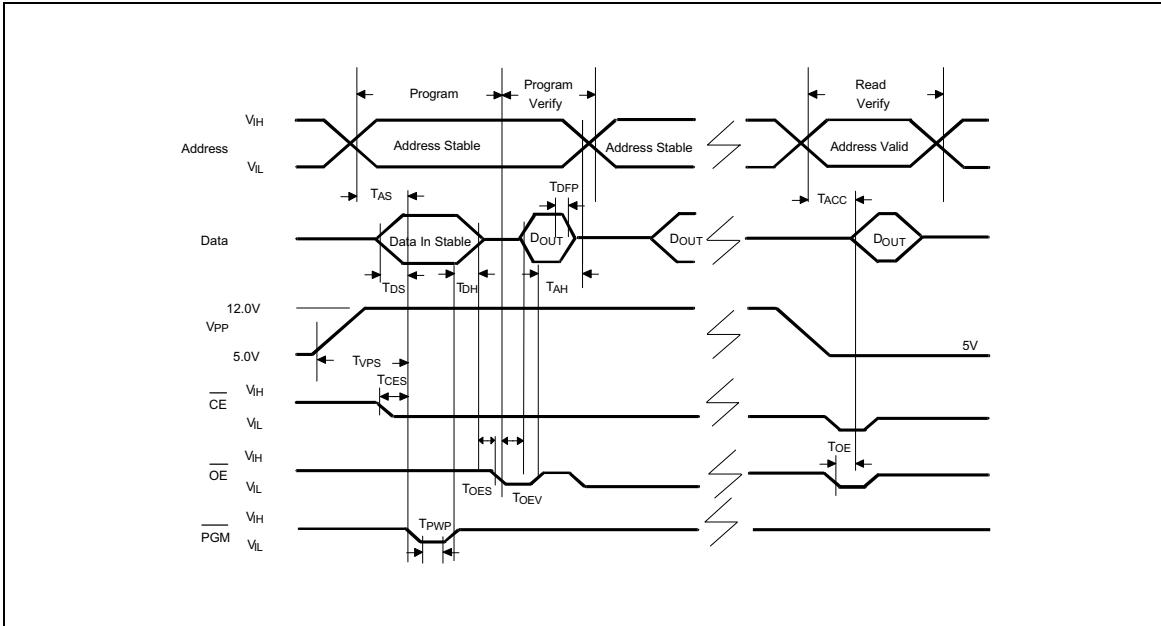 Program
Program
Verify
Read
Verify
Address
VIH
VIL
Address Stable
Address Stable
Address Valid
TAS
TDFP
TACC
Data
Data In Stable
DOUT
DOUT
DOUT
TDS
TDH
TAH
12.0V
VPP
5.0V
5V
TVPS
TCES
CE
VIH
VIL
OE
VIH
VIL
TOES
TOEV
TOE
PGM
VIH
VIL
TPWP